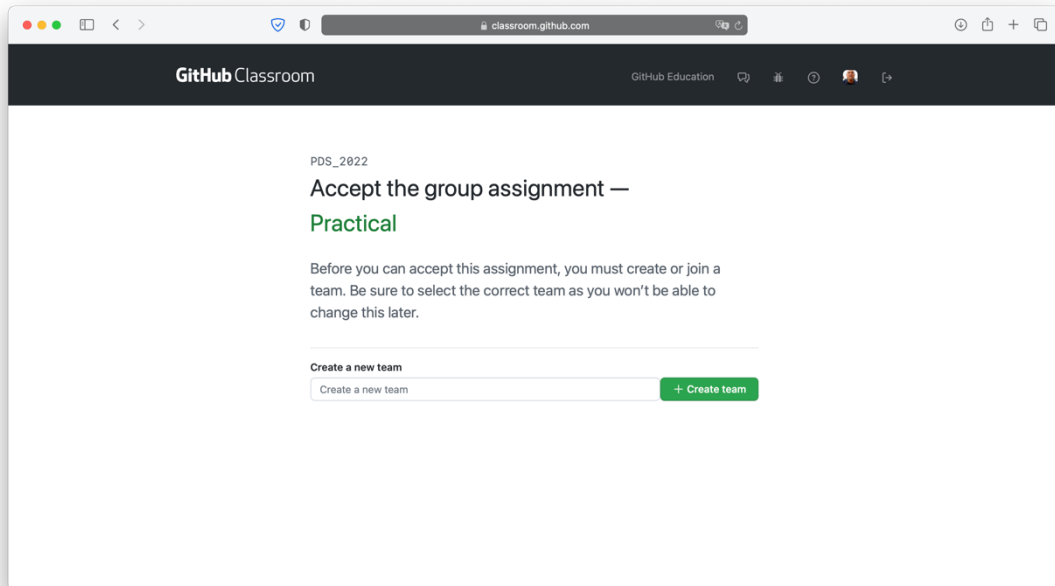 classroom.github.com
GitHub Classroom
GitHub Education
PDS_2022
Accept the group assignment —
Practical
Before you can accept this assignment, you must create or join a
team. Be sure to select the correct team as you won't be able to
change this later.
Create a new team
Create a new team
+ Create team